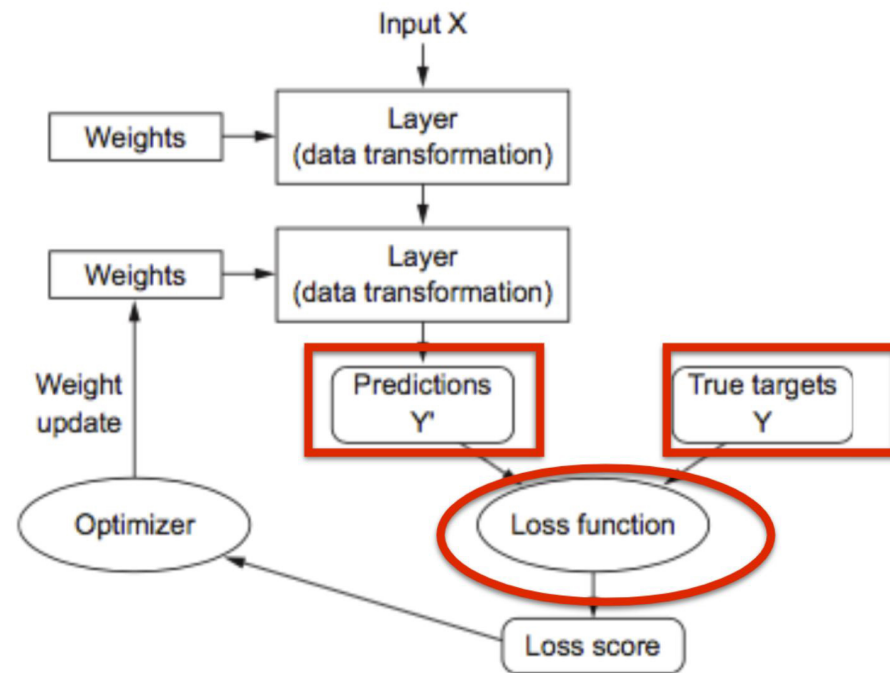 Input X
Weights
Layer
(data transformation)
Weights
Layer
(data transformation)
Weight
update
Predictions
Y'
True targets
Y
Optimizer
Loss function
Loss score